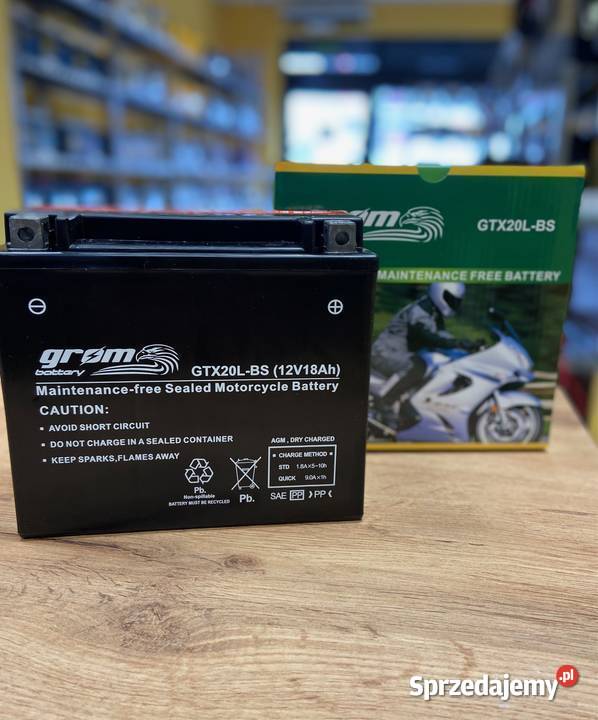 grøm
GTX20L-BS
MAINTENANCE FREE BATTERY
⊖ ⊕
grøm
battery
GTX20L-BS (12V18Ah)
Maintenance-free Sealed Motorcycle Battery
CAUTION:
▪ AVOID SHORT CIRCUIT
▪ DO NOT CHARGE IN A SEALED CONTAINER
▪ KEEP SPARKS,FLAMES AWAY
AGM , DRY CHARGED
★ CHARGE METHOD ★
STD 1.8A×5~10h
QUICK 9.0A×1h
Pb.
Non-spillable
BATTERY MUST BE RECYCLED
Pb.
SAE PP 》PP《
Sprzedajemy.pl